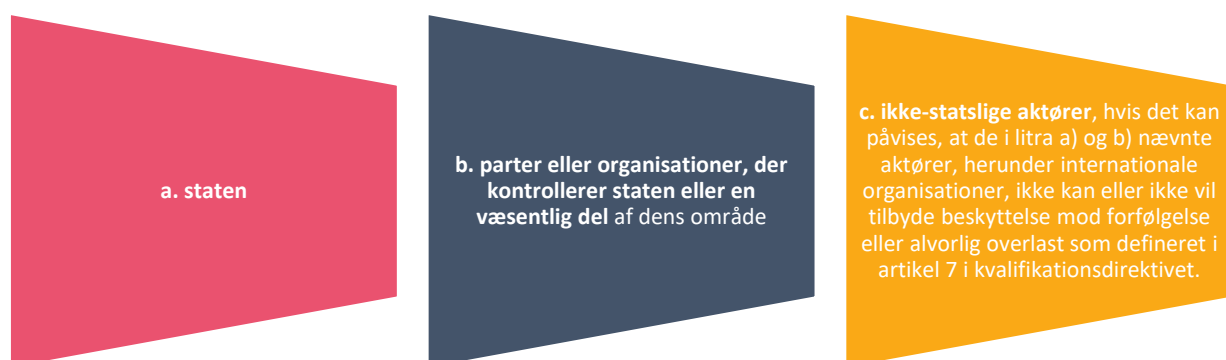 a. staten
b. parter eller organisationer, der
kontrollerer staten eller en
væsentlig del af dens område
c. ikke-statslige aktører, hvis det kan
påvises, at de i litra a) og b) nævnte
aktører, herunder internationale
organisationer, ikke kan eller ikke vil
tilbyde beskyttelse mod forfølgelse
eller alvorlig overlast som defineret i
artikel 7 i kvalifikationsdirektivet.